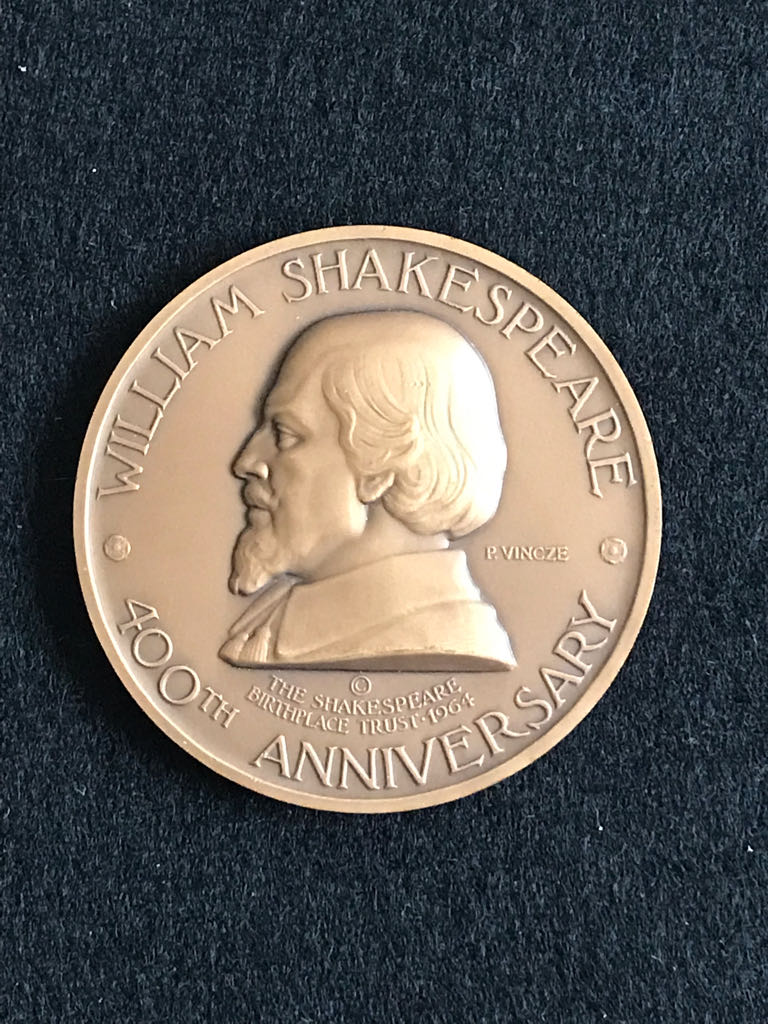 WILLIAM SHAKESPEARE
P. VINCZE
©
THE SHAKESPEARE
BIRTHPLACE TRUST · 1964
400TH ANNIVERSARY